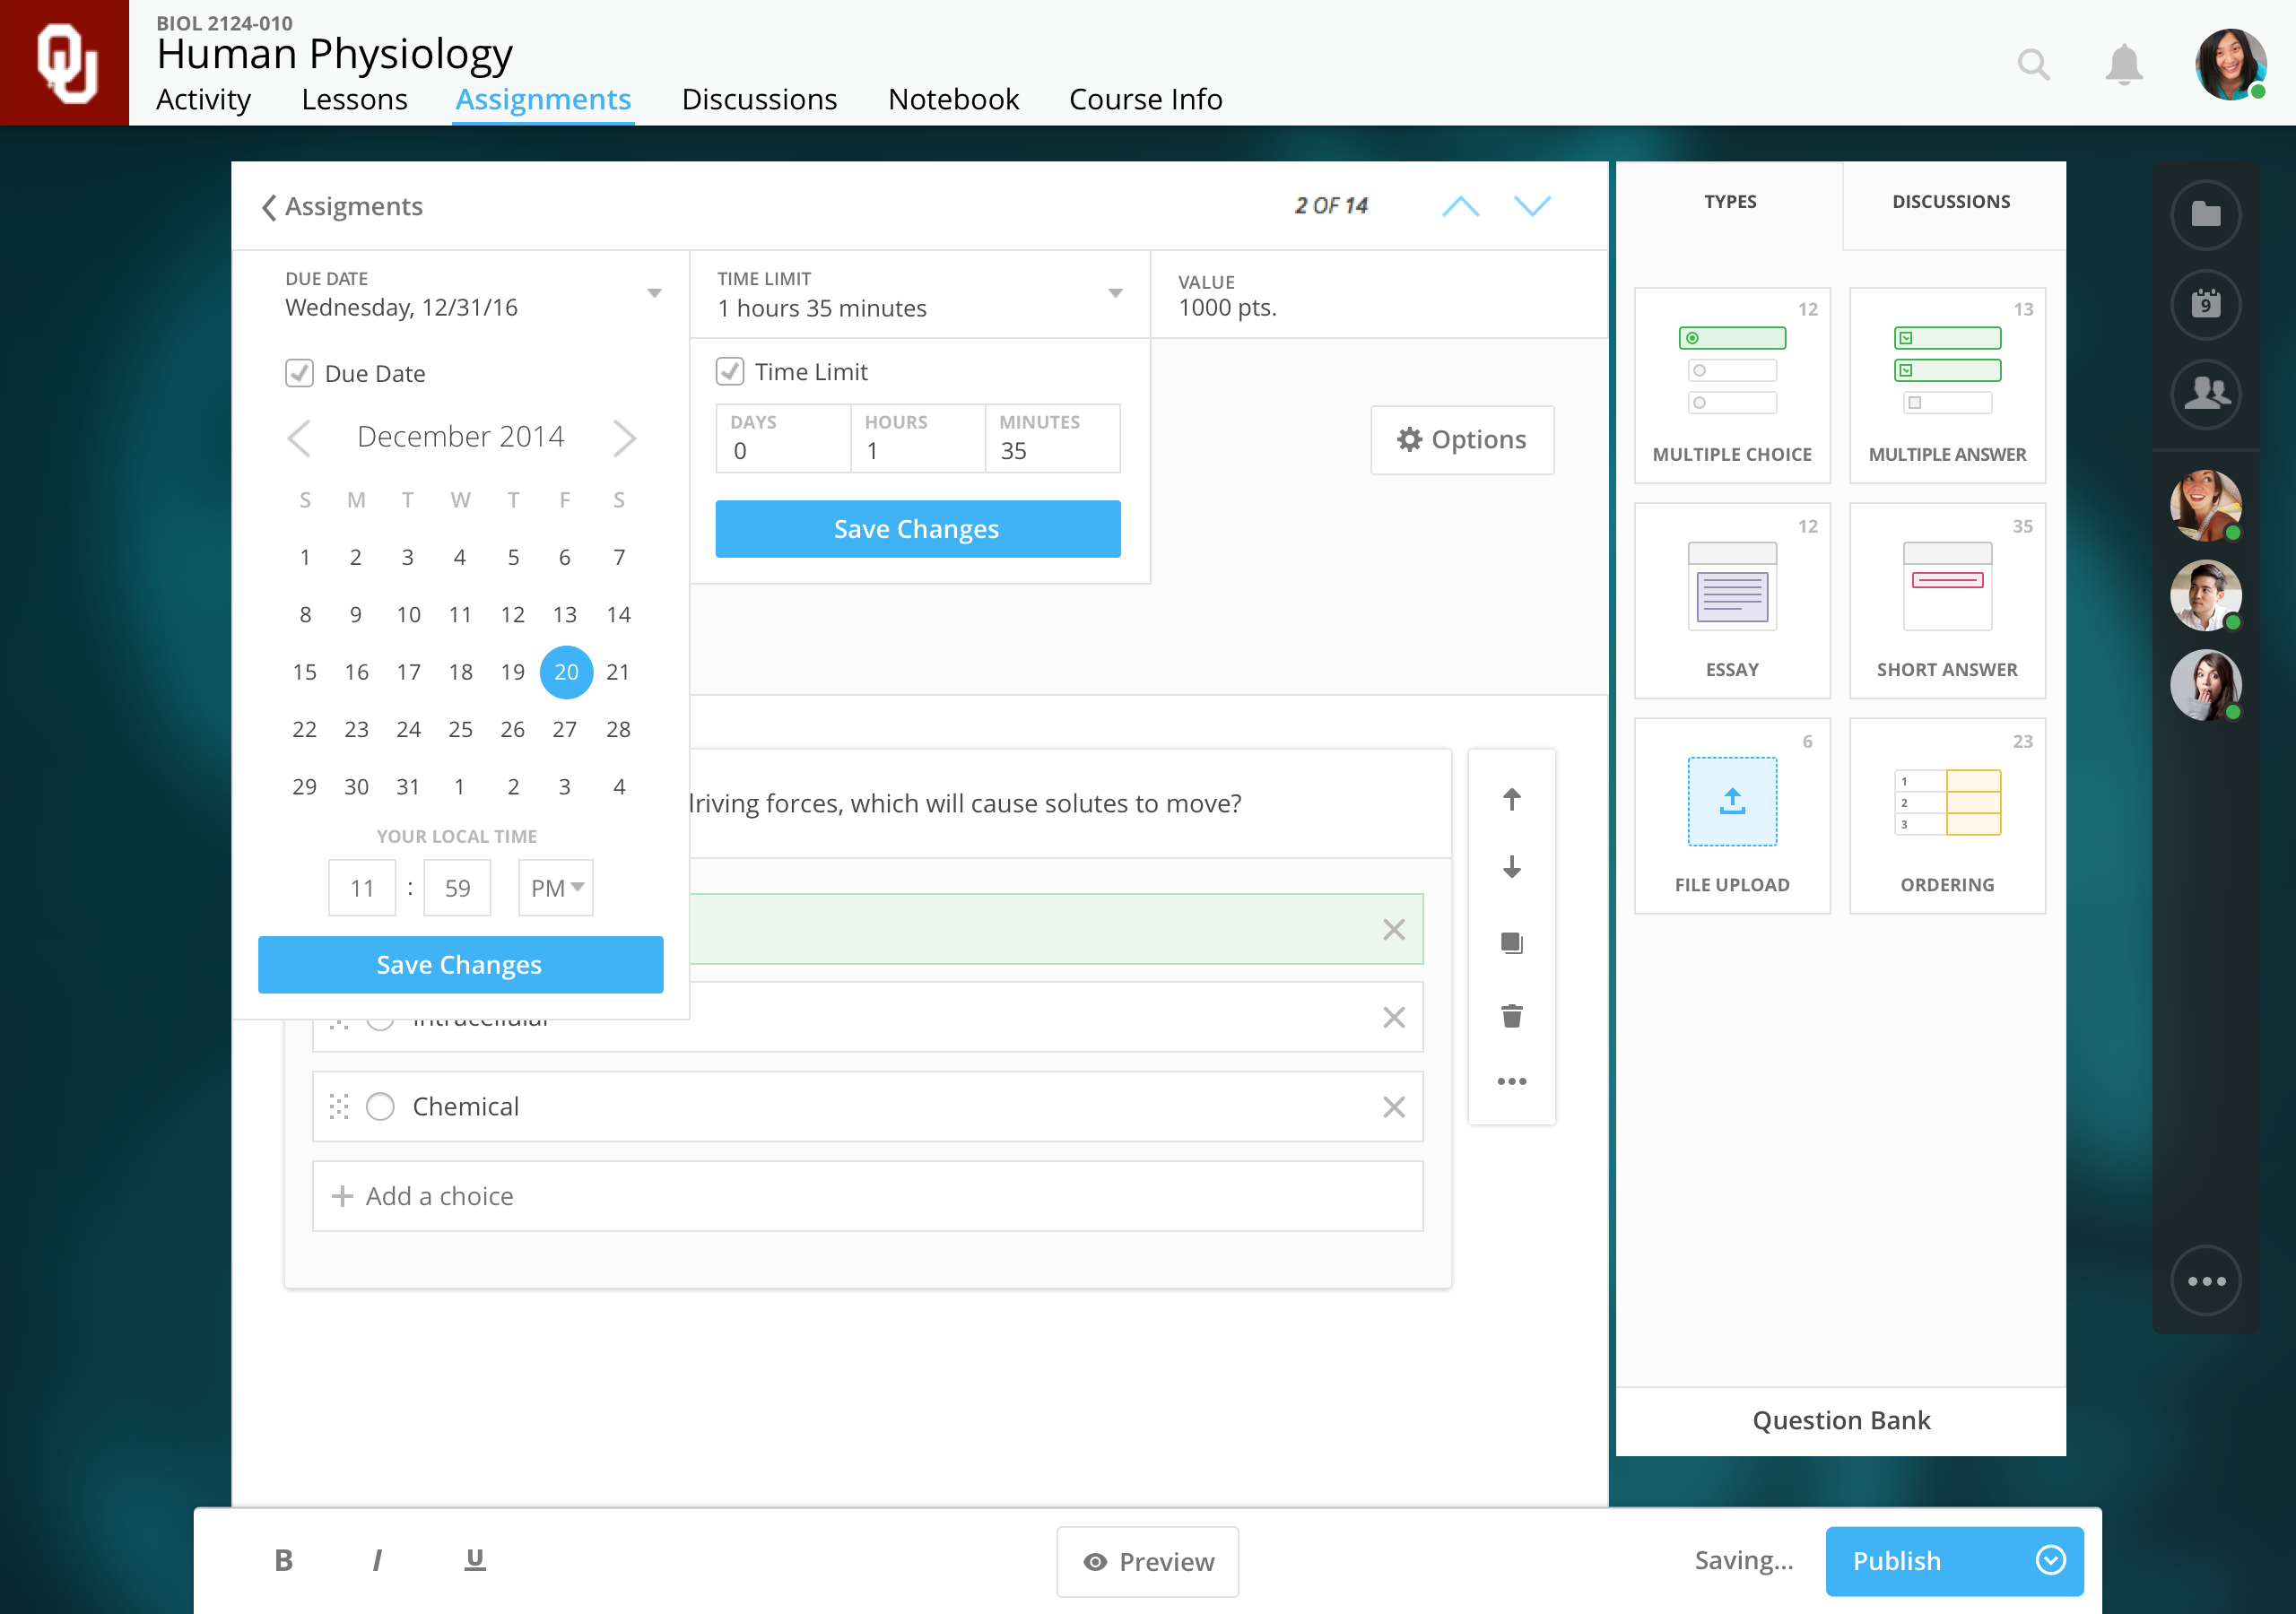 OU
BIOL 2124-010
Human Physiology
Activity Lessons Assignments Discussions Notebook Course Info
Assigments
2 OF 14
DUE DATE
Wednesday, 12/31/16
TIME LIMIT
1 hours 35 minutes
VALUE
1000 pts.
Due Date
December 2014
S M T W T F S
1 2 3 4 5 6 7
8 9 10 11 12 13 14
15 16 17 18 19 20 21
22 23 24 25 26 27 28
29 30 31 1 2 3 4
YOUR LOCAL TIME
11 : 59 PM
Save Changes
Time Limit
DAYS HOURS MINUTES
0 1 35
Save Changes
Options
driving forces, which will cause solutes to move?
Intracellular
Chemical
Add a choice
TYPES DISCUSSIONS
12
MULTIPLE CHOICE
13
MULTIPLE ANSWER
12
ESSAY
35
SHORT ANSWER
6
FILE UPLOAD
23
1
2
3
ORDERING
Question Bank
9
B I U
Preview
Saving...
Publish